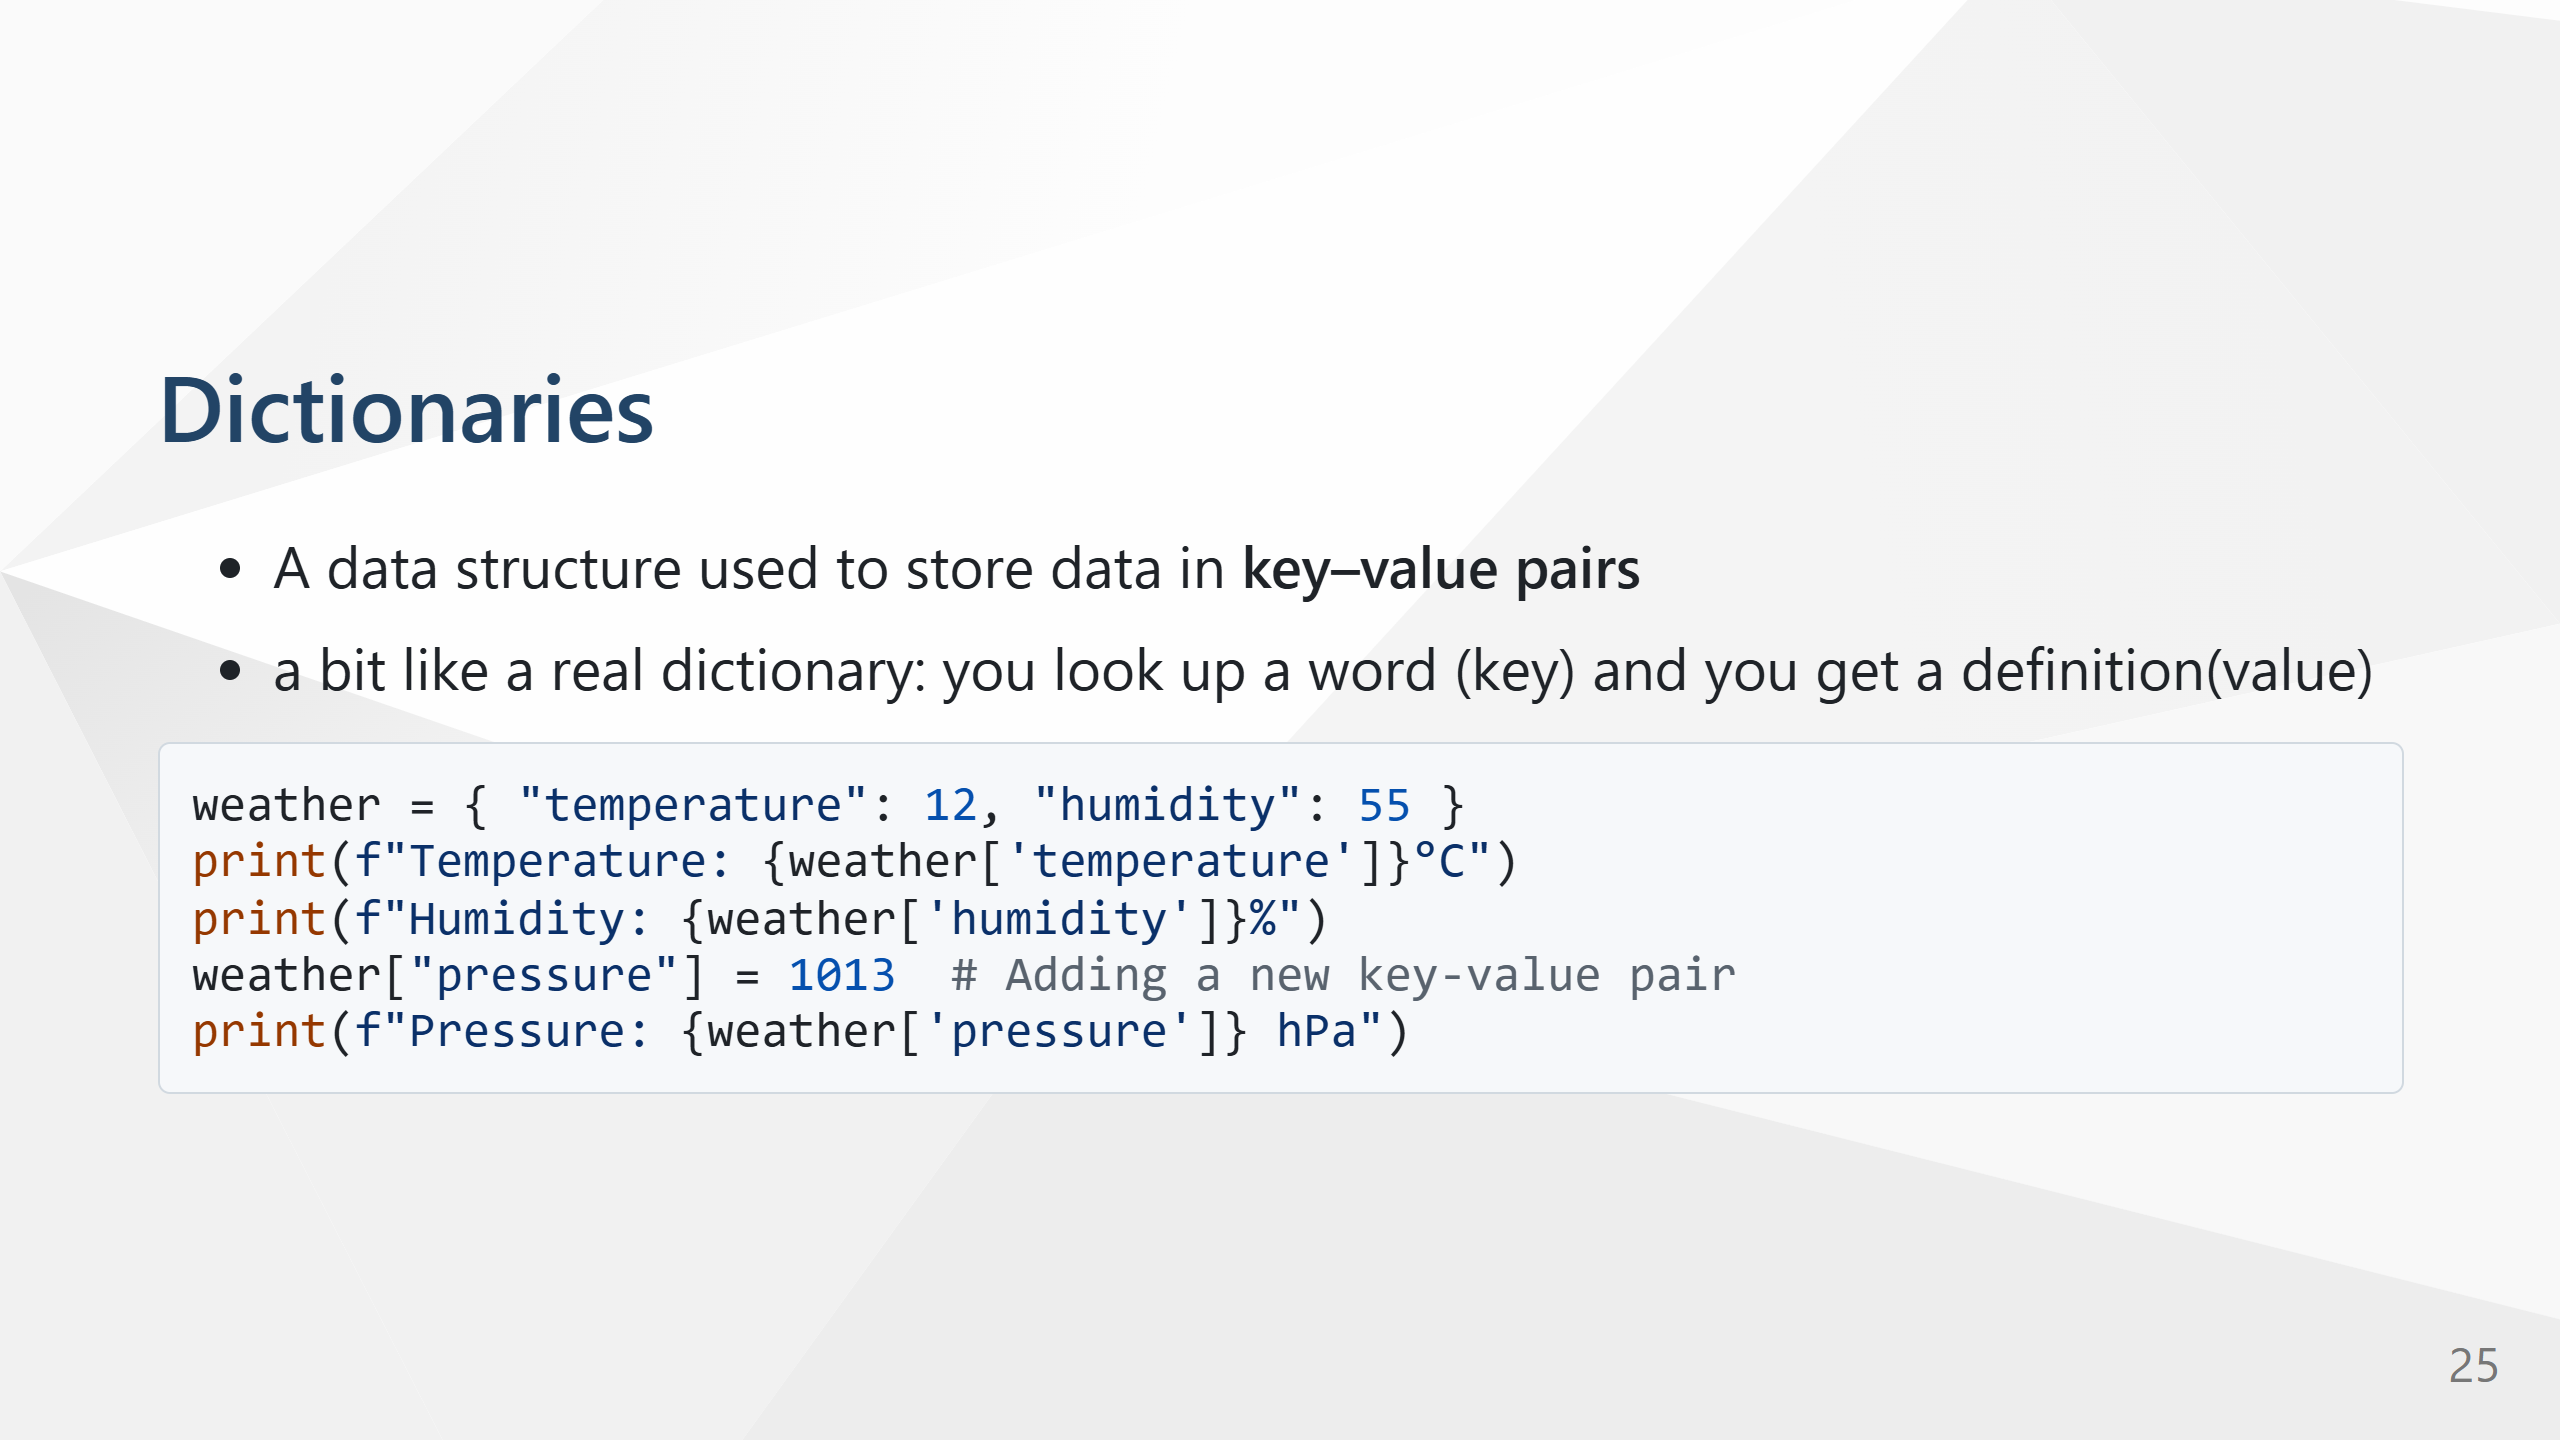 Dictionaries
• A data structure used to store data in key–value pairs
• a bit like a real dictionary: you look up a word (key) and you get a definition(value)
weather = { "temperature": 12, "humidity": 55 }
print(f"Temperature: {weather['temperature']}°C")
print(f"Humidity: {weather['humidity']}%")
weather["pressure"] = 1013  # Adding a new key-value pair
print(f"Pressure: {weather['pressure']} hPa")
25